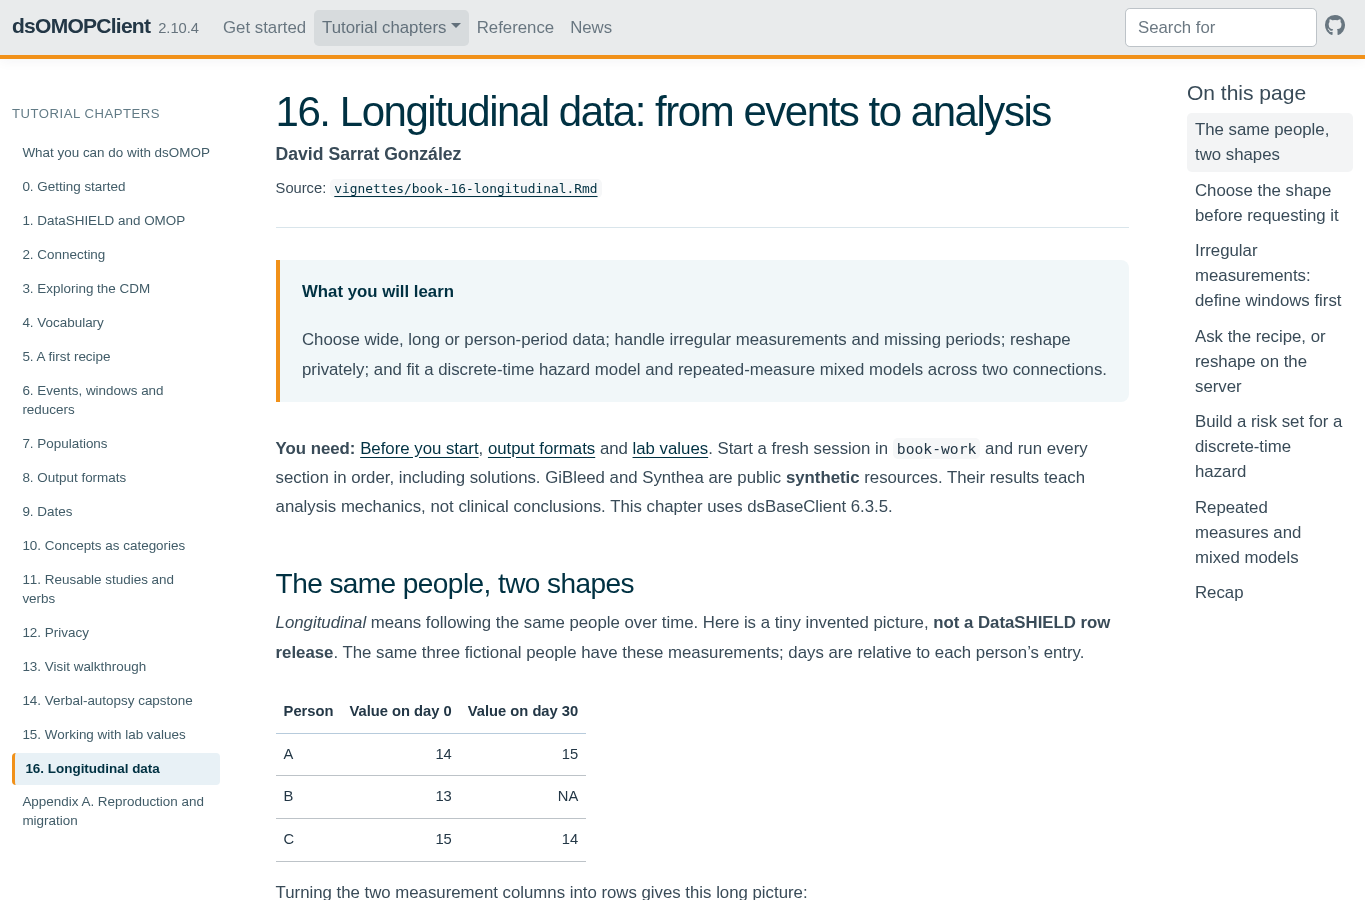 dsOMOPClient 2.10.4 Get started Tutorial chapters Reference News Search for
TUTORIAL CHAPTERS
What you can do with dsOMOP
0. Getting started
1. DataSHIELD and OMOP
2. Connecting
3. Exploring the CDM
4. Vocabulary
5. A first recipe
6. Events, windows and
reducers
7. Populations
8. Output formats
9. Dates
10. Concepts as categories
11. Reusable studies and
verbs
12. Privacy
13. Visit walkthrough
14. Verbal-autopsy capstone
15. Working with lab values
16. Longitudinal data
Appendix A. Reproduction and
migration
16. Longitudinal data: from events to analysis
David Sarrat González
Source: vignettes/book-16-longitudinal.Rmd
What you will learn
Choose wide, long or person-period data; handle irregular measurements and missing periods; reshape
privately; and fit a discrete-time hazard model and repeated-measure mixed models across two connections.
You need: Before you start, output formats and lab values. Start a fresh session in book-work and run every
section in order, including solutions. GiBleed and Synthea are public synthetic resources. Their results teach
analysis mechanics, not clinical conclusions. This chapter uses dsBaseClient 6.3.5.
The same people, two shapes
Longitudinal means following the same people over time. Here is a tiny invented picture, not a DataSHIELD row
release. The same three fictional people have these measurements; days are relative to each person’s entry.
Person Value on day 0 Value on day 30
A 14 15
B 13 NA
C 15 14
Turning the two measurement columns into rows gives this long picture:
On this page
The same people,
two shapes
Choose the shape
before requesting it
Irregular
measurements:
define windows first
Ask the recipe, or
reshape on the
server
Build a risk set for a
discrete-time
hazard
Repeated
measures and
mixed models
Recap